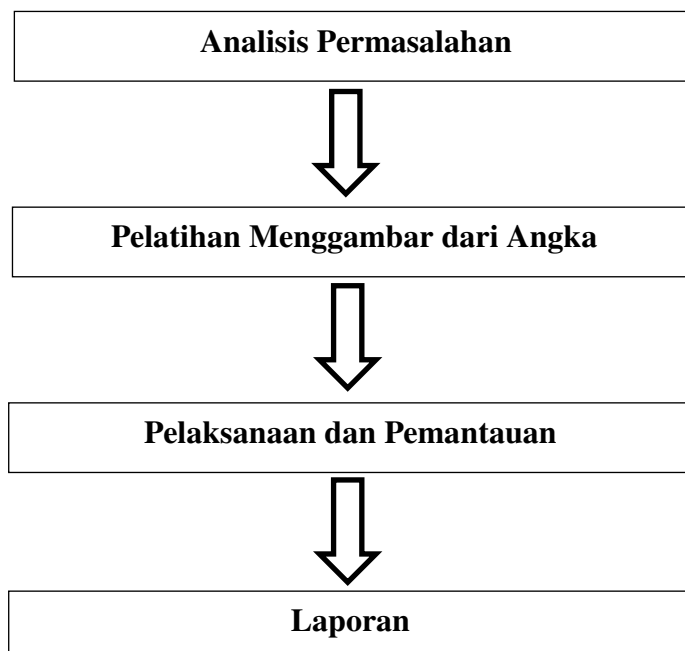 Analisis Permasalahan
Pelatihan Menggambar dari Angka
Pelaksanaan dan Pemantauan
Laporan